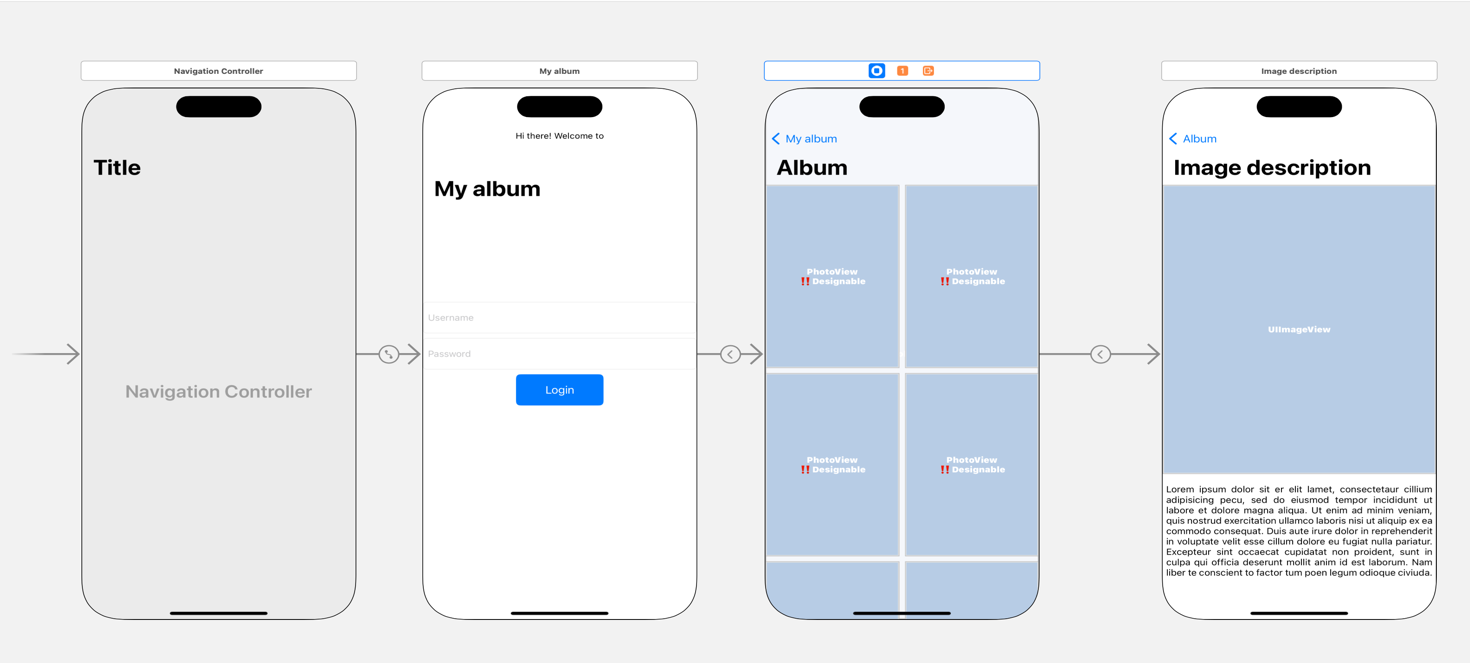 Navigation Controller
My album
1
Image description
Title
Navigation Controller
Hi there! Welcome to
My album
Username
Password
Login
My album
Album
PhotoView
‼ Designable
PhotoView
‼ Designable
PhotoView
‼ Designable
PhotoView
‼ Designable
Album
Image description
UIImageView
Lorem ipsum dolor sit er elit lamet, consectetaur cillium
adipisicing pecu, sed do eiusmod tempor incididunt ut
labore et dolore magna aliqua. Ut enim ad minim veniam,
quis nostrud exercitation ullamco laboris nisi ut aliquip ex ea
commodo consequat. Duis aute irure dolor in reprehenderit
in voluptate velit esse cillum dolore eu fugiat nulla pariatur.
Excepteur sint occaecat cupidatat non proident, sunt in
culpa qui officia deserunt mollit anim id est laborum. Nam
liber te conscient to factor tum poen legum odioque civiuda.